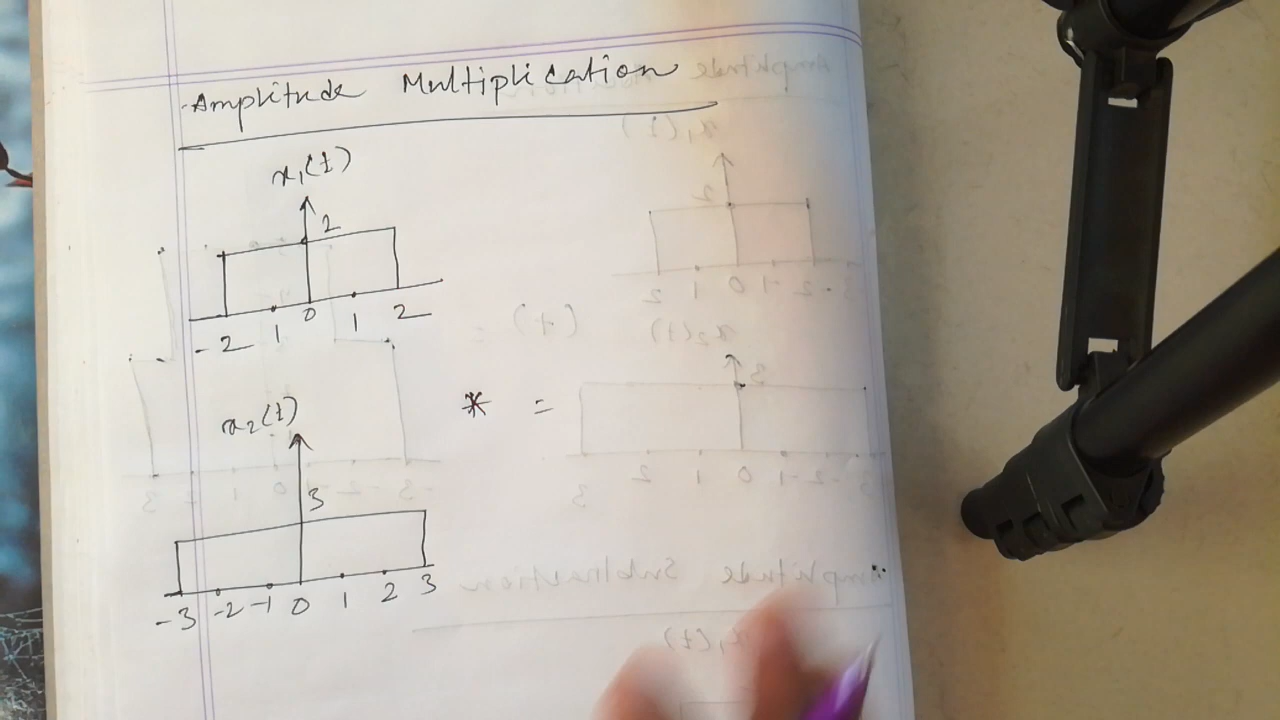 Amplitude Multiplication
x₁(t)
2
-2 1 0 1 2
x₂(t)
* =
3
-3 -2 -1 0 1 2 3